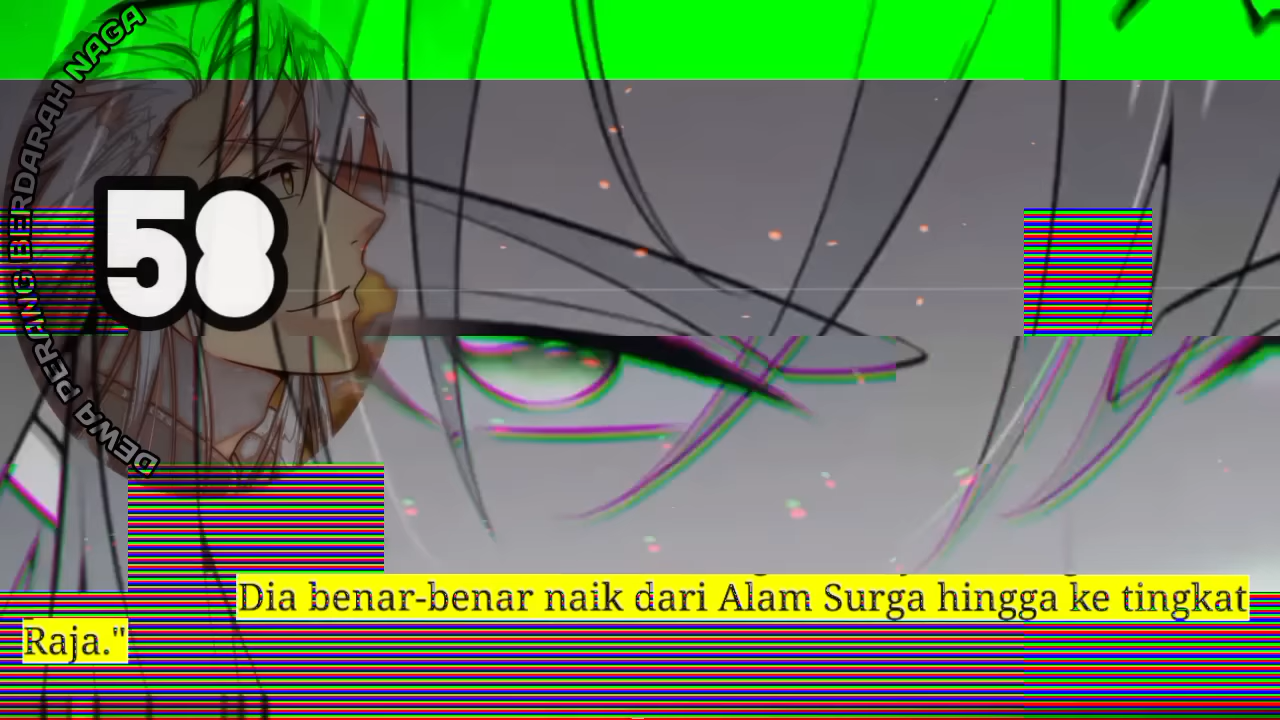 DEWA PERANG BERDARAH NAGA
58
Dia benar-benar naik dari Alam Surga hingga ke tingkat
Raja."